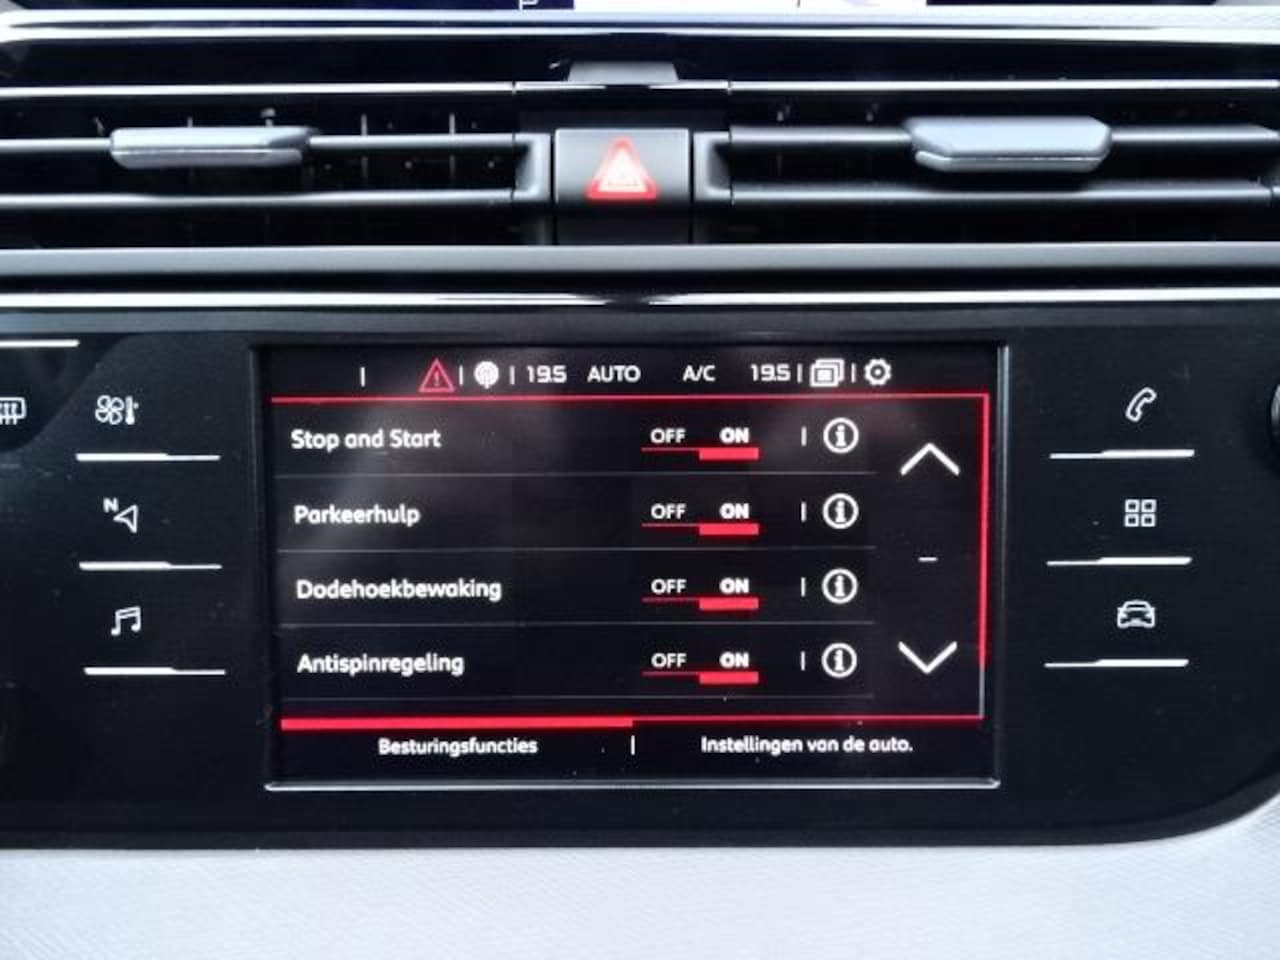 19.5 AUTO A/C 19.5
Stop and Start OFF ON
Parkeerhulp OFF ON
Dodehoekbewaking OFF ON
Antispinregeling OFF ON
Besturingsfuncties Instellingen van de auto.
N